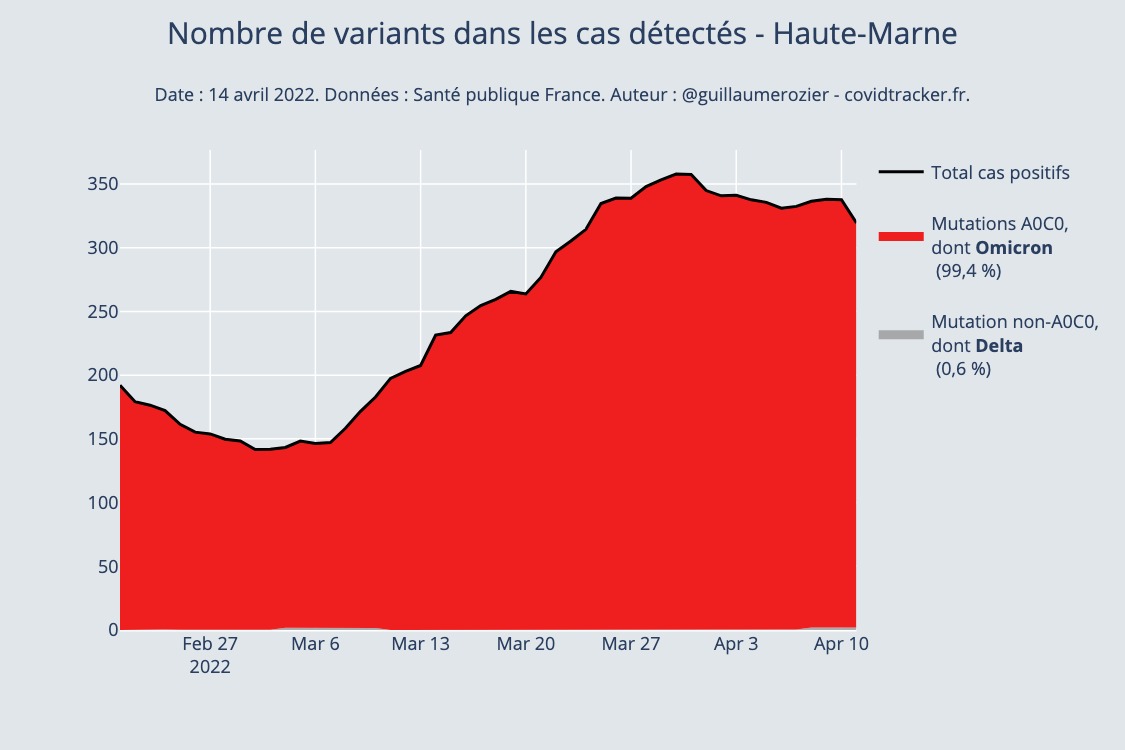 Nombre de variants dans les cas détectés - Haute-Marne
Date : 14 avril 2022. Données : Santé publique France. Auteur : @guillaumerozier - covidtracker.fr.
350
300
250
200
150
100
50
0
Feb 27
2022
Mar 6
Mar 13
Mar 20
Mar 27
Apr 3
Apr 10
Total cas positifs
Mutations A0C0,
dont Omicron
(99,4 %)
Mutation non-A0C0,
dont Delta
(0,6 %)